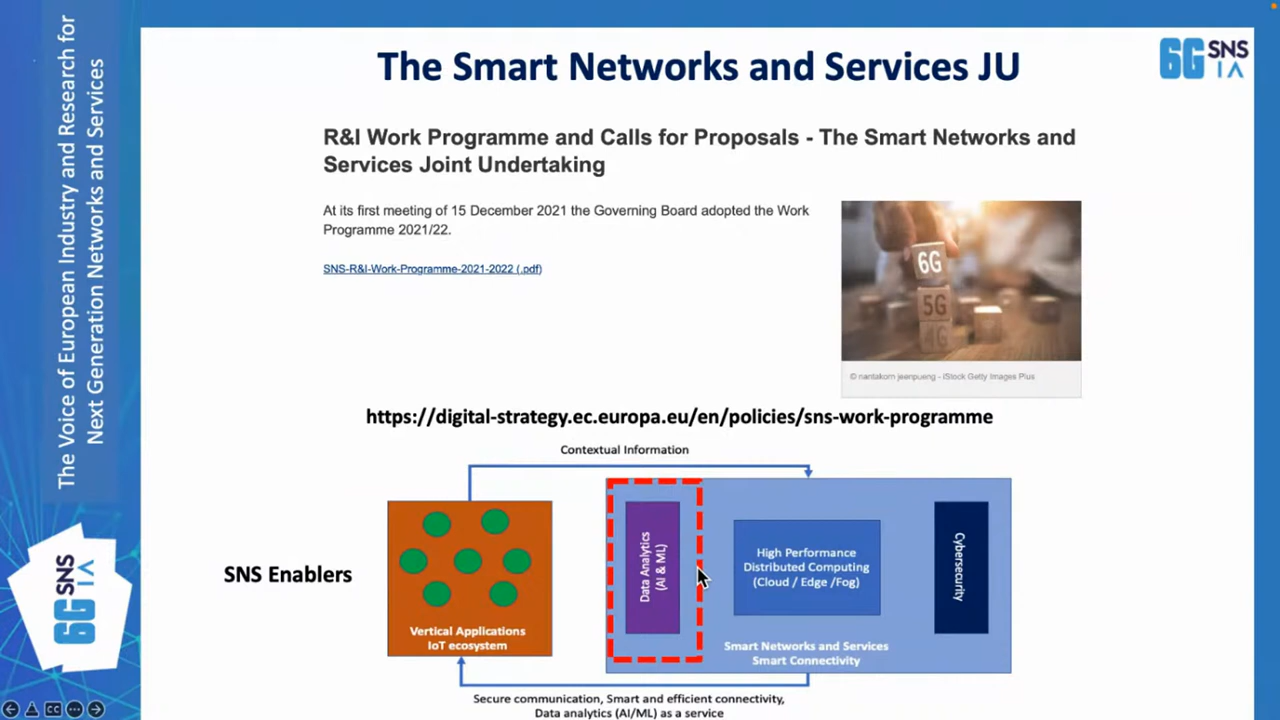 The Voice of European Industry and Research for
Next Generation Networks and Services
6G SNS
IA
The Smart Networks and Services JU
6G SNS
IA
R&I Work Programme and Calls for Proposals - The Smart Networks and
Services Joint Undertaking
At its first meeting of 15 December 2021 the Governing Board adopted the Work
Programme 2021/22.
SNS-R&I-Work-Programme-2021-2022 (.pdf)
6G
5G
4G
© nantakorn jeenpueng - iStock Getty Images Plus
https://digital-strategy.ec.europa.eu/en/policies/sns-work-programme
Contextual Information
SNS Enablers
Vertical Applications
IoT ecosystem
Data Analytics
(AI & ML)
High Performance
Distributed Computing
(Cloud / Edge /Fog)
Cybersecurity
Smart Networks and Services
Smart Connectivity
Secure communication, Smart and efficient connectivity,
Data analytics (AI/ML) as a service
CC